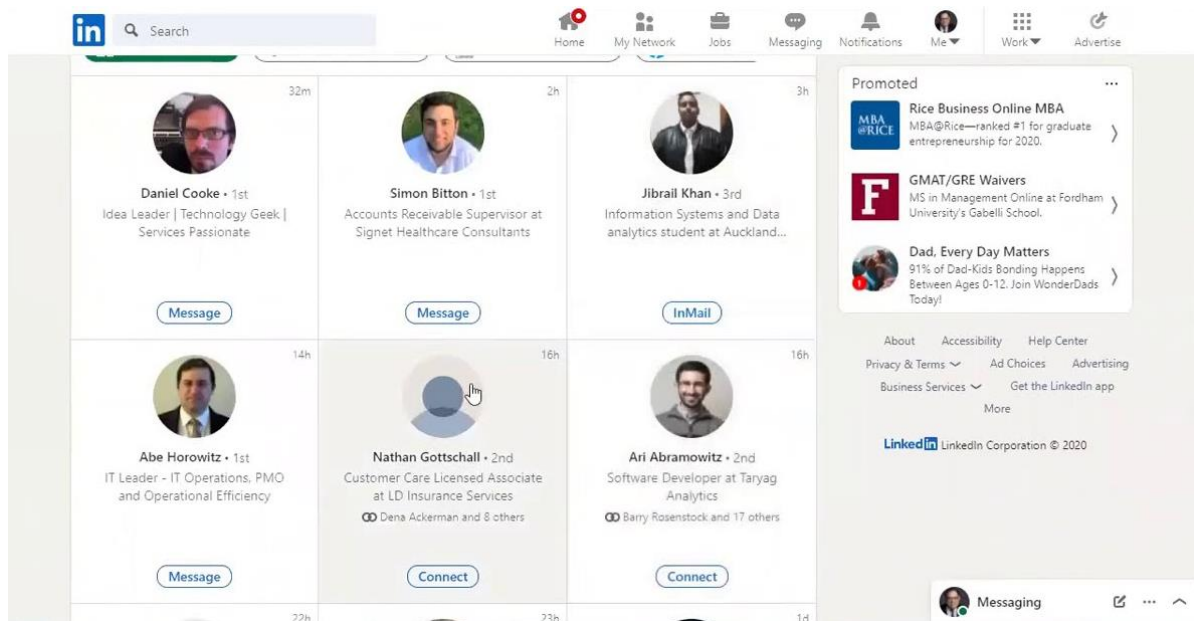 in
Search
Home
My Network
Jobs
Messaging
Notifications
Me
Work
Advertise
32m
Daniel Cooke • 1st
Idea Leader | Technology Geek |
Services Passionate
Message
2h
Simon Bitton • 1st
Accounts Receivable Supervisor at
Signet Healthcare Consultants
Message
3h
Jibrail Khan • 3rd
Information Systems and Data
analytics student at Auckland...
InMail
14h
Abe Horowitz • 1st
IT Leader - IT Operations, PMO
and Operational Efficiency
Message
16h
Nathan Gottschall • 2nd
Customer Care Licensed Associate
at LD Insurance Services
Dena Ackerman and 8 others
Connect
16h
Ari Abramowitz • 2nd
Software Developer at Taryag
Analytics
Barry Rosenstock and 17 others
Connect
22h
23h
1d
Promoted
MBA
@RICE
Rice Business Online MBA
MBA@Rice—ranked #1 for graduate
entrepreneurship for 2020.
F
GMAT/GRE Waivers
MS in Management Online at Fordham
University's Gabelli School.
1
Dad, Every Day Matters
91% of Dad-Kids Bonding Happens
Between Ages 0-12. Join WonderDads
Today!
About Accessibility Help Center
Privacy & Terms Ad Choices Advertising
Business Services Get the LinkedIn app
More
Linked in LinkedIn Corporation © 2020
Messaging